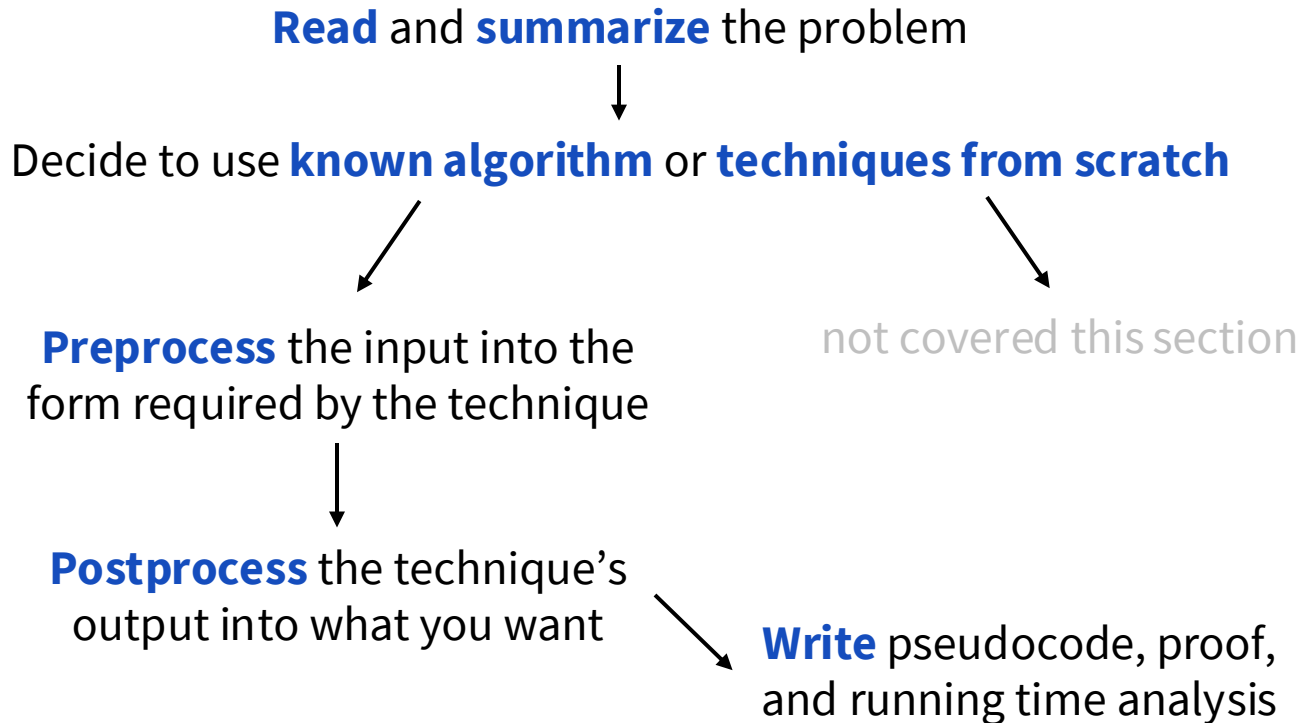 Read and summarize the problem
Decide to use known algorithm or techniques from scratch
Preprocess the input into the
form required by the technique
not covered this section
Postprocess the technique’s
output into what you want
Write pseudocode, proof,
and running time analysis